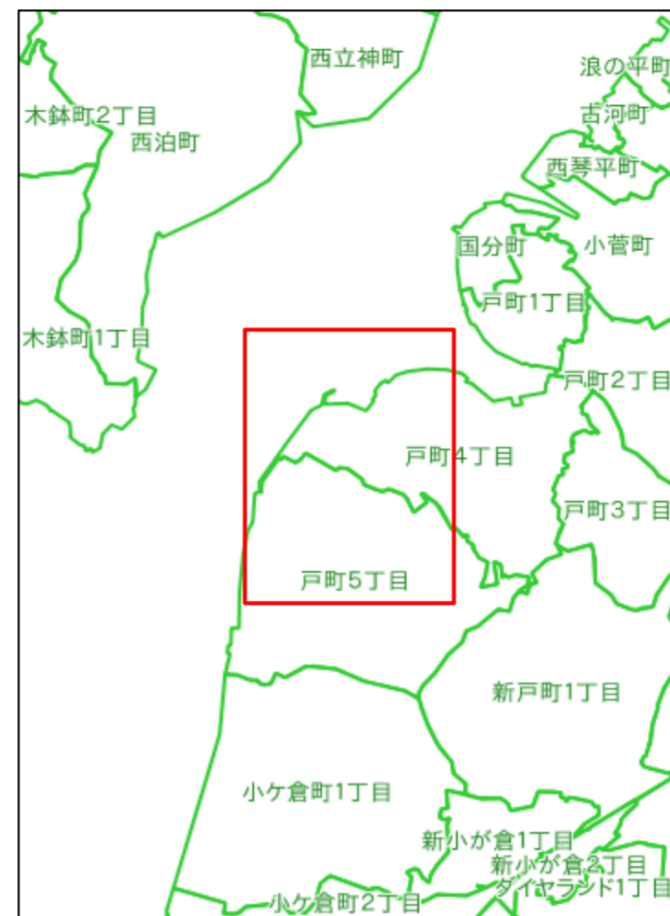 西立神町
浪の平町
木鉢町2丁目
古河町
西泊町
西琴平町
国分町
小菅町
戸町1丁目
木鉢町1丁目
戸町2丁目
戸町4丁目
戸町3丁目
戸町5丁目
新戸町1丁目
小ケ倉町1丁目
新小が倉1丁目
新小が倉2丁目
ダイヤランド1丁目
小ケ倉町2丁目